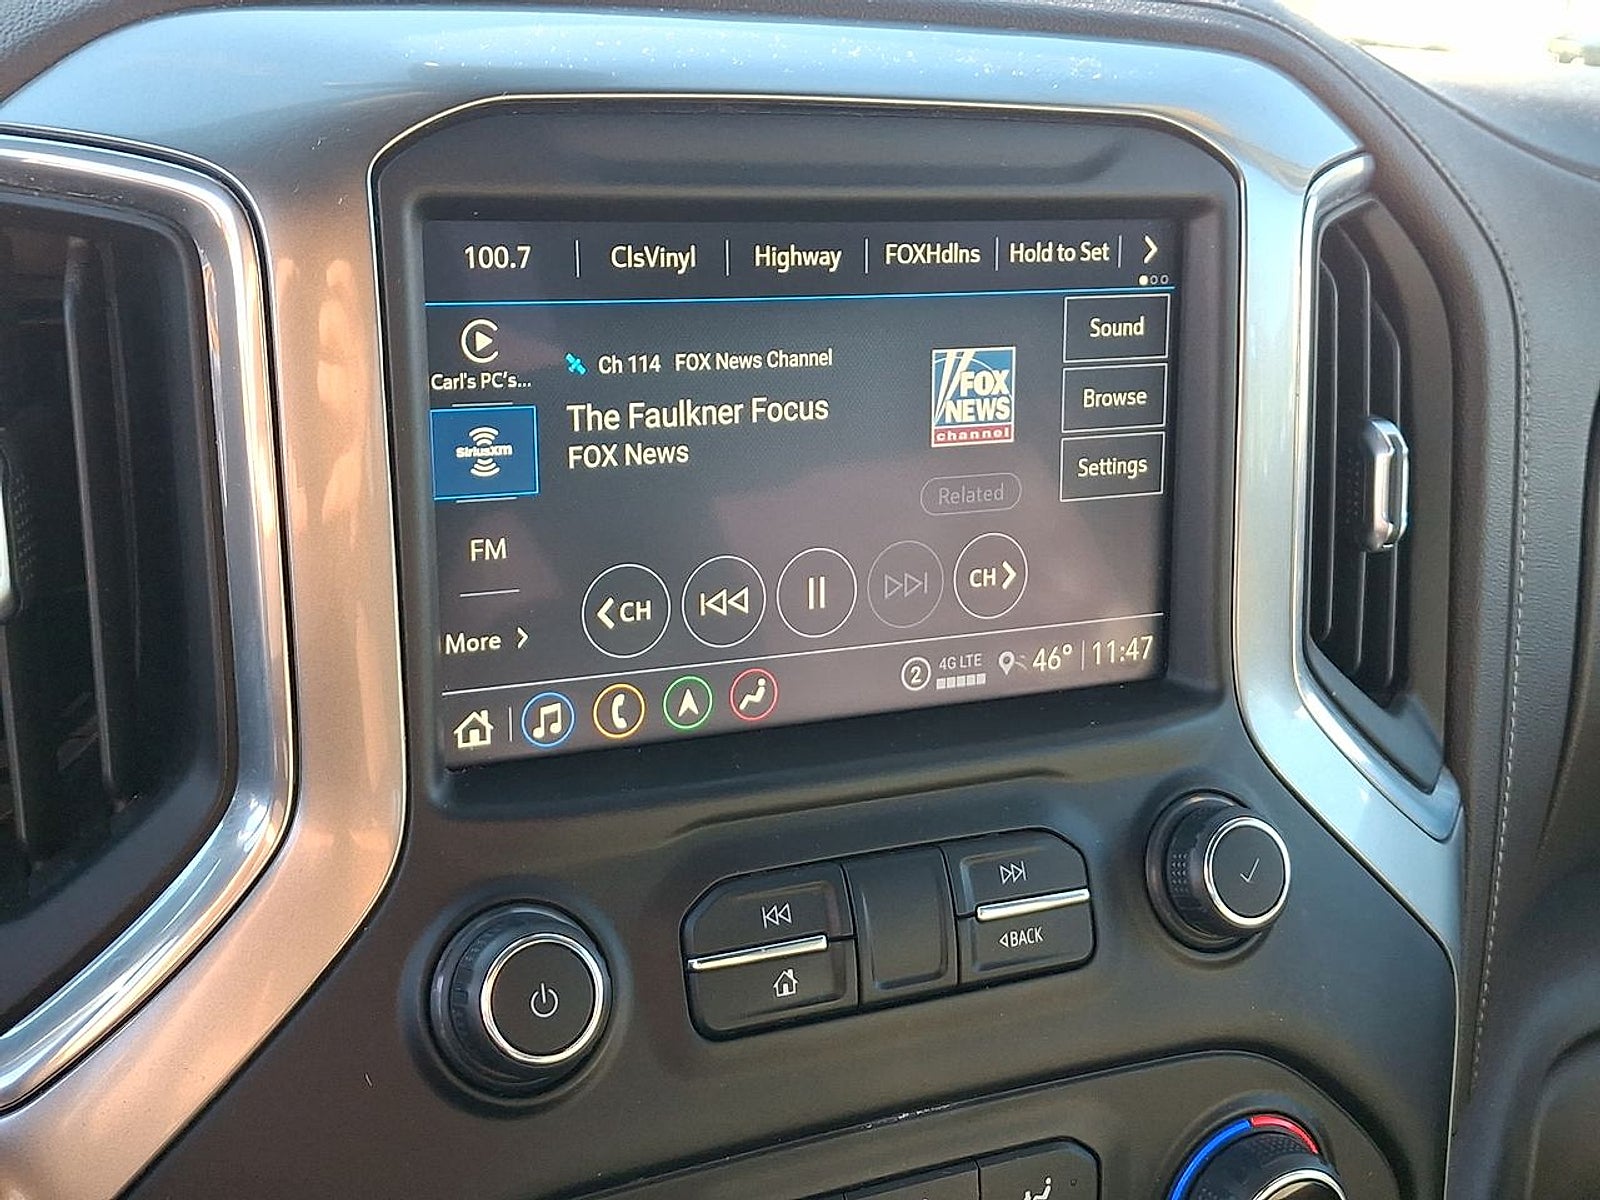 100.7 ClsVinyl Highway FOXHdlns Hold to Set
Carl's PC's...
Ch 114 FOX News Channel
The Faulkner Focus
FOX News
FOX
NEWS
channel
Sound
Browse
Settings
SiriusXM
Related
FM
CH
CH
More
2 4G LTE 46° 11:47
BACK